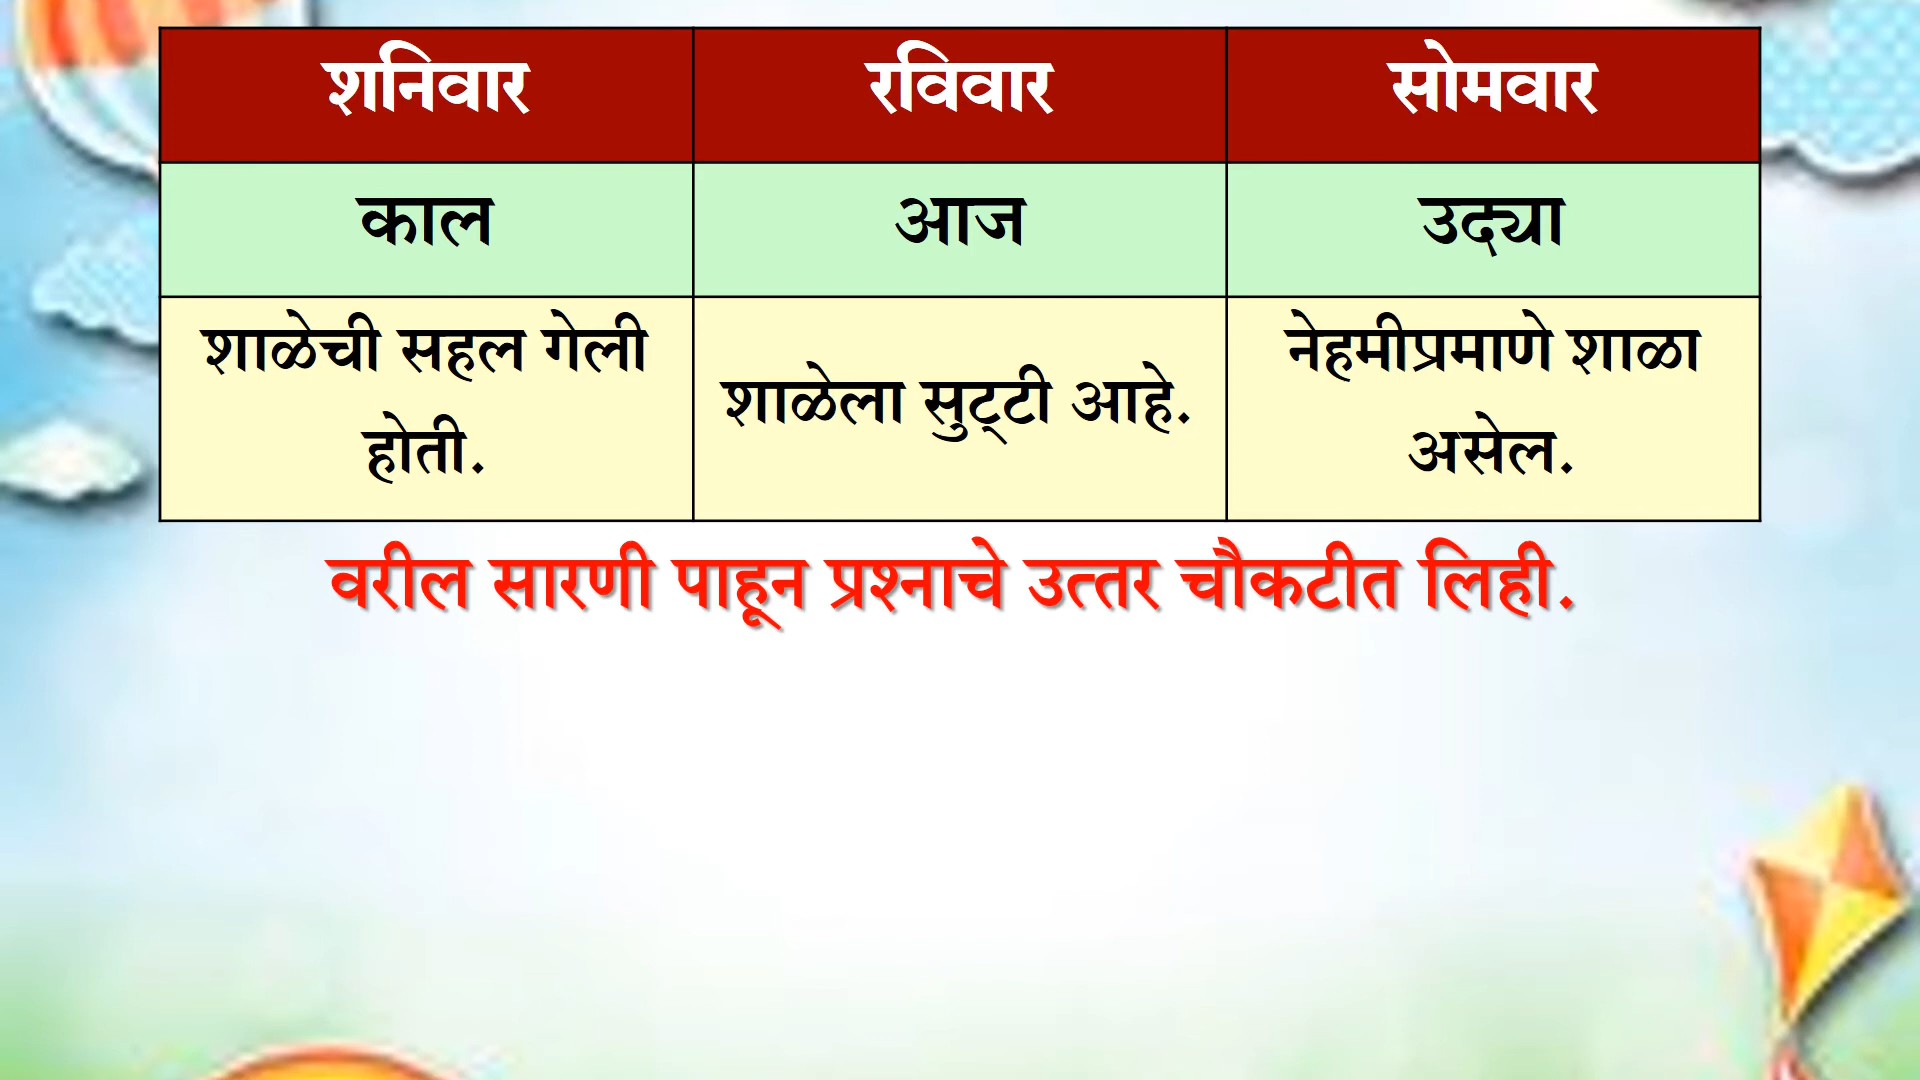 शनिवार रविवार सोमवार
काल आज उद्या
शाळेची सहल गेली
होती.
शाळेला सुट्टी आहे.
नेहमीप्रमाणे शाळा
असेल.
वरील सारणी पाहून प्रश्नाचे उत्तर चौकटीत लिही.